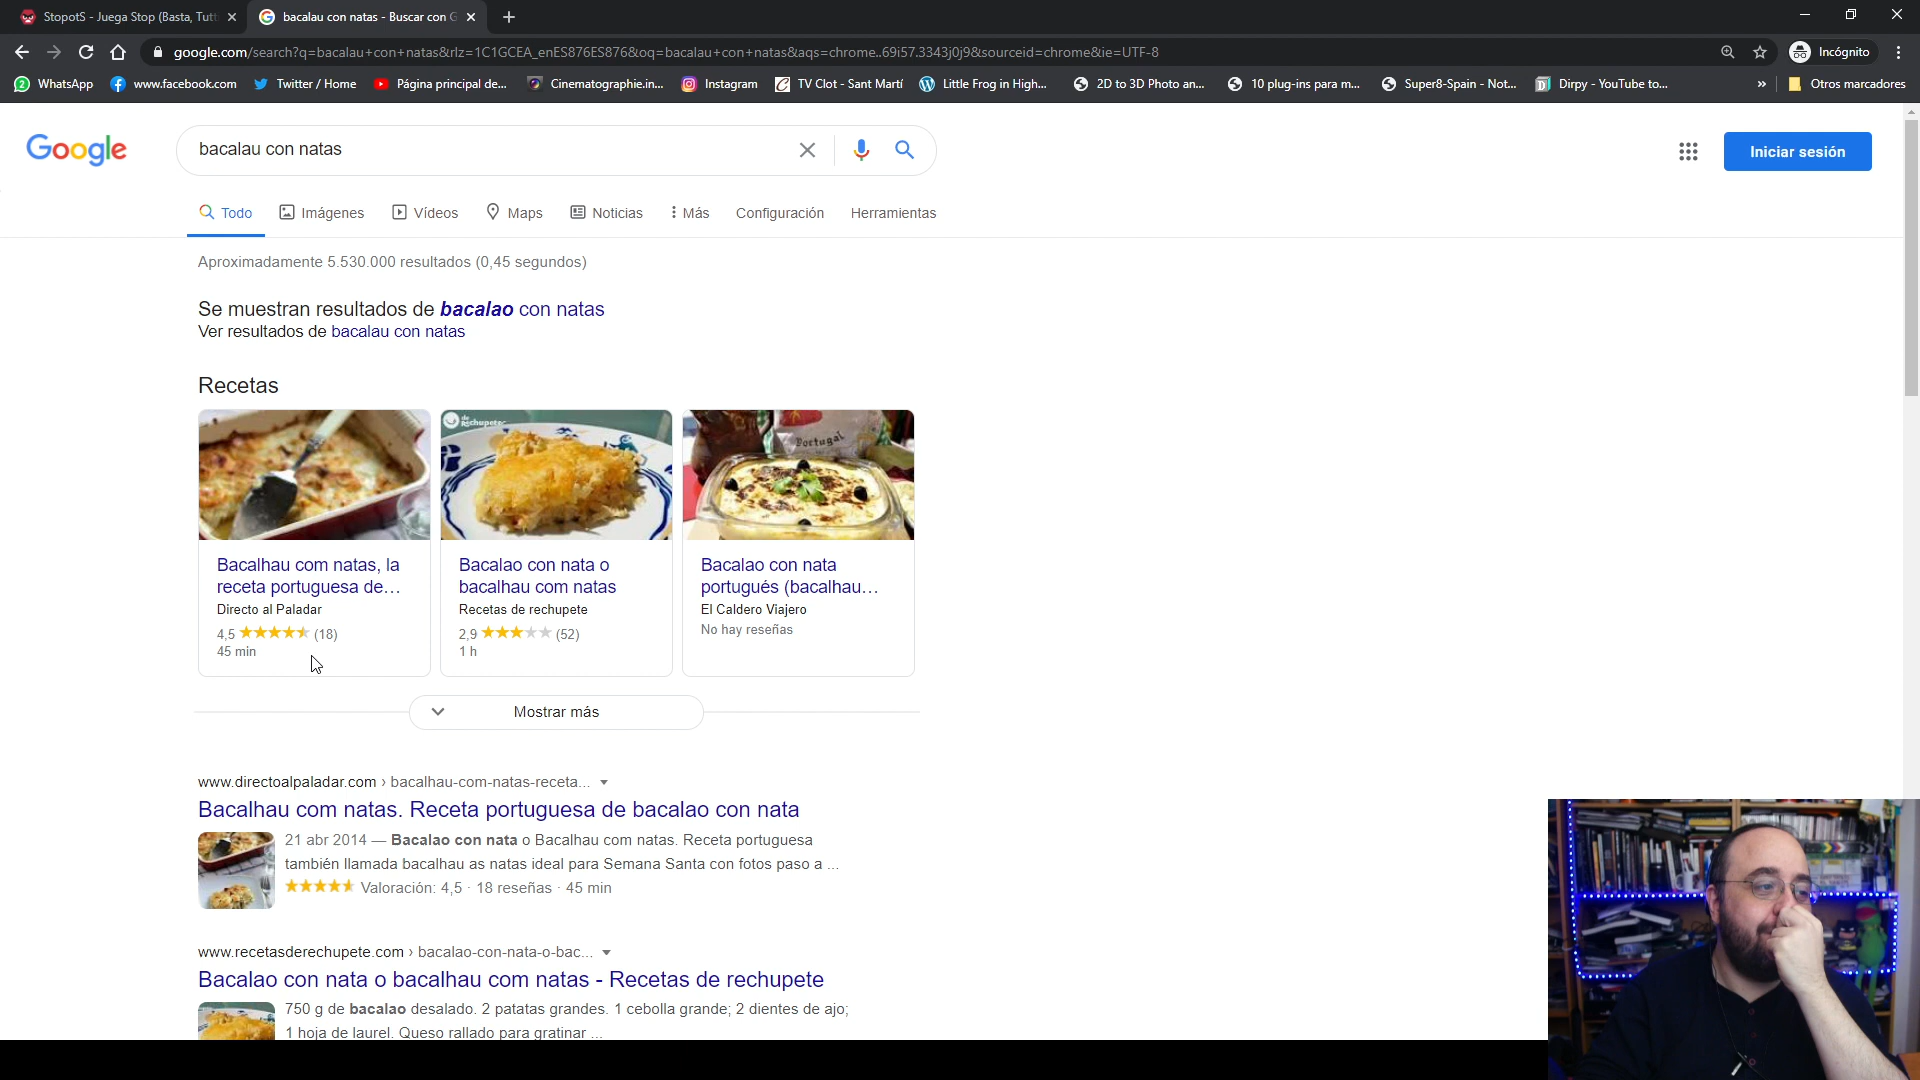 StopotS - Juega Stop (Basta, Tutt
bacalau con natas - Buscar con G
google.com/search?q=bacalau+con+natas&rlz=1C1GCEA_enES876ES876&oq=bacalau+con+natas&aqs=chrome..69i57.3343j0j9&sourceid=chrome&ie=UTF-8
Incógnito
WhatsApp
www.facebook.com
Twitter / Home
Página principal de...
Cinematographie.in...
Instagram
TV Clot - Sant Martí
Little Frog in High...
2D to 3D Photo an...
10 plug-ins para m...
Super8-Spain - Not...
Dirpy - YouTube to...
»
Otros marcadores
Google
bacalau con natas
Iniciar sesión
Todo
Imágenes
Vídeos
Maps
Noticias
Más
Configuración
Herramientas
Aproximadamente 5.530.000 resultados (0,45 segundos)
Se muestran resultados de bacalao con natas
Ver resultados de bacalau con natas
Recetas
de Rechupete
Portugal
Bacalhau com natas, la
receta portuguesa de...
Directo al Paladar
4,5 (18)
45 min
Bacalao con nata o
bacalhau com natas
Recetas de rechupete
2,9 (52)
1 h
Bacalao con nata
portugués (bacalhau...
El Caldero Viajero
No hay reseñas
Mostrar más
www.directoalpaladar.com › bacalhau-com-natas-receta...
Bacalhau com natas. Receta portuguesa de bacalao con nata
21 abr 2014 — Bacalao con nata o Bacalhau com natas. Receta portuguesa
también llamada bacalhau as natas ideal para Semana Santa con fotos paso a ...
Valoración: 4,5 · 18 reseñas · 45 min
www.recetasderechupete.com › bacalao-con-nata-o-bac...
Bacalao con nata o bacalhau com natas - Recetas de rechupete
750 g de bacalao desalado. 2 patatas grandes. 1 cebolla grande; 2 dientes de ajo;
1 hoja de laurel. Queso rallado para gratinar ...